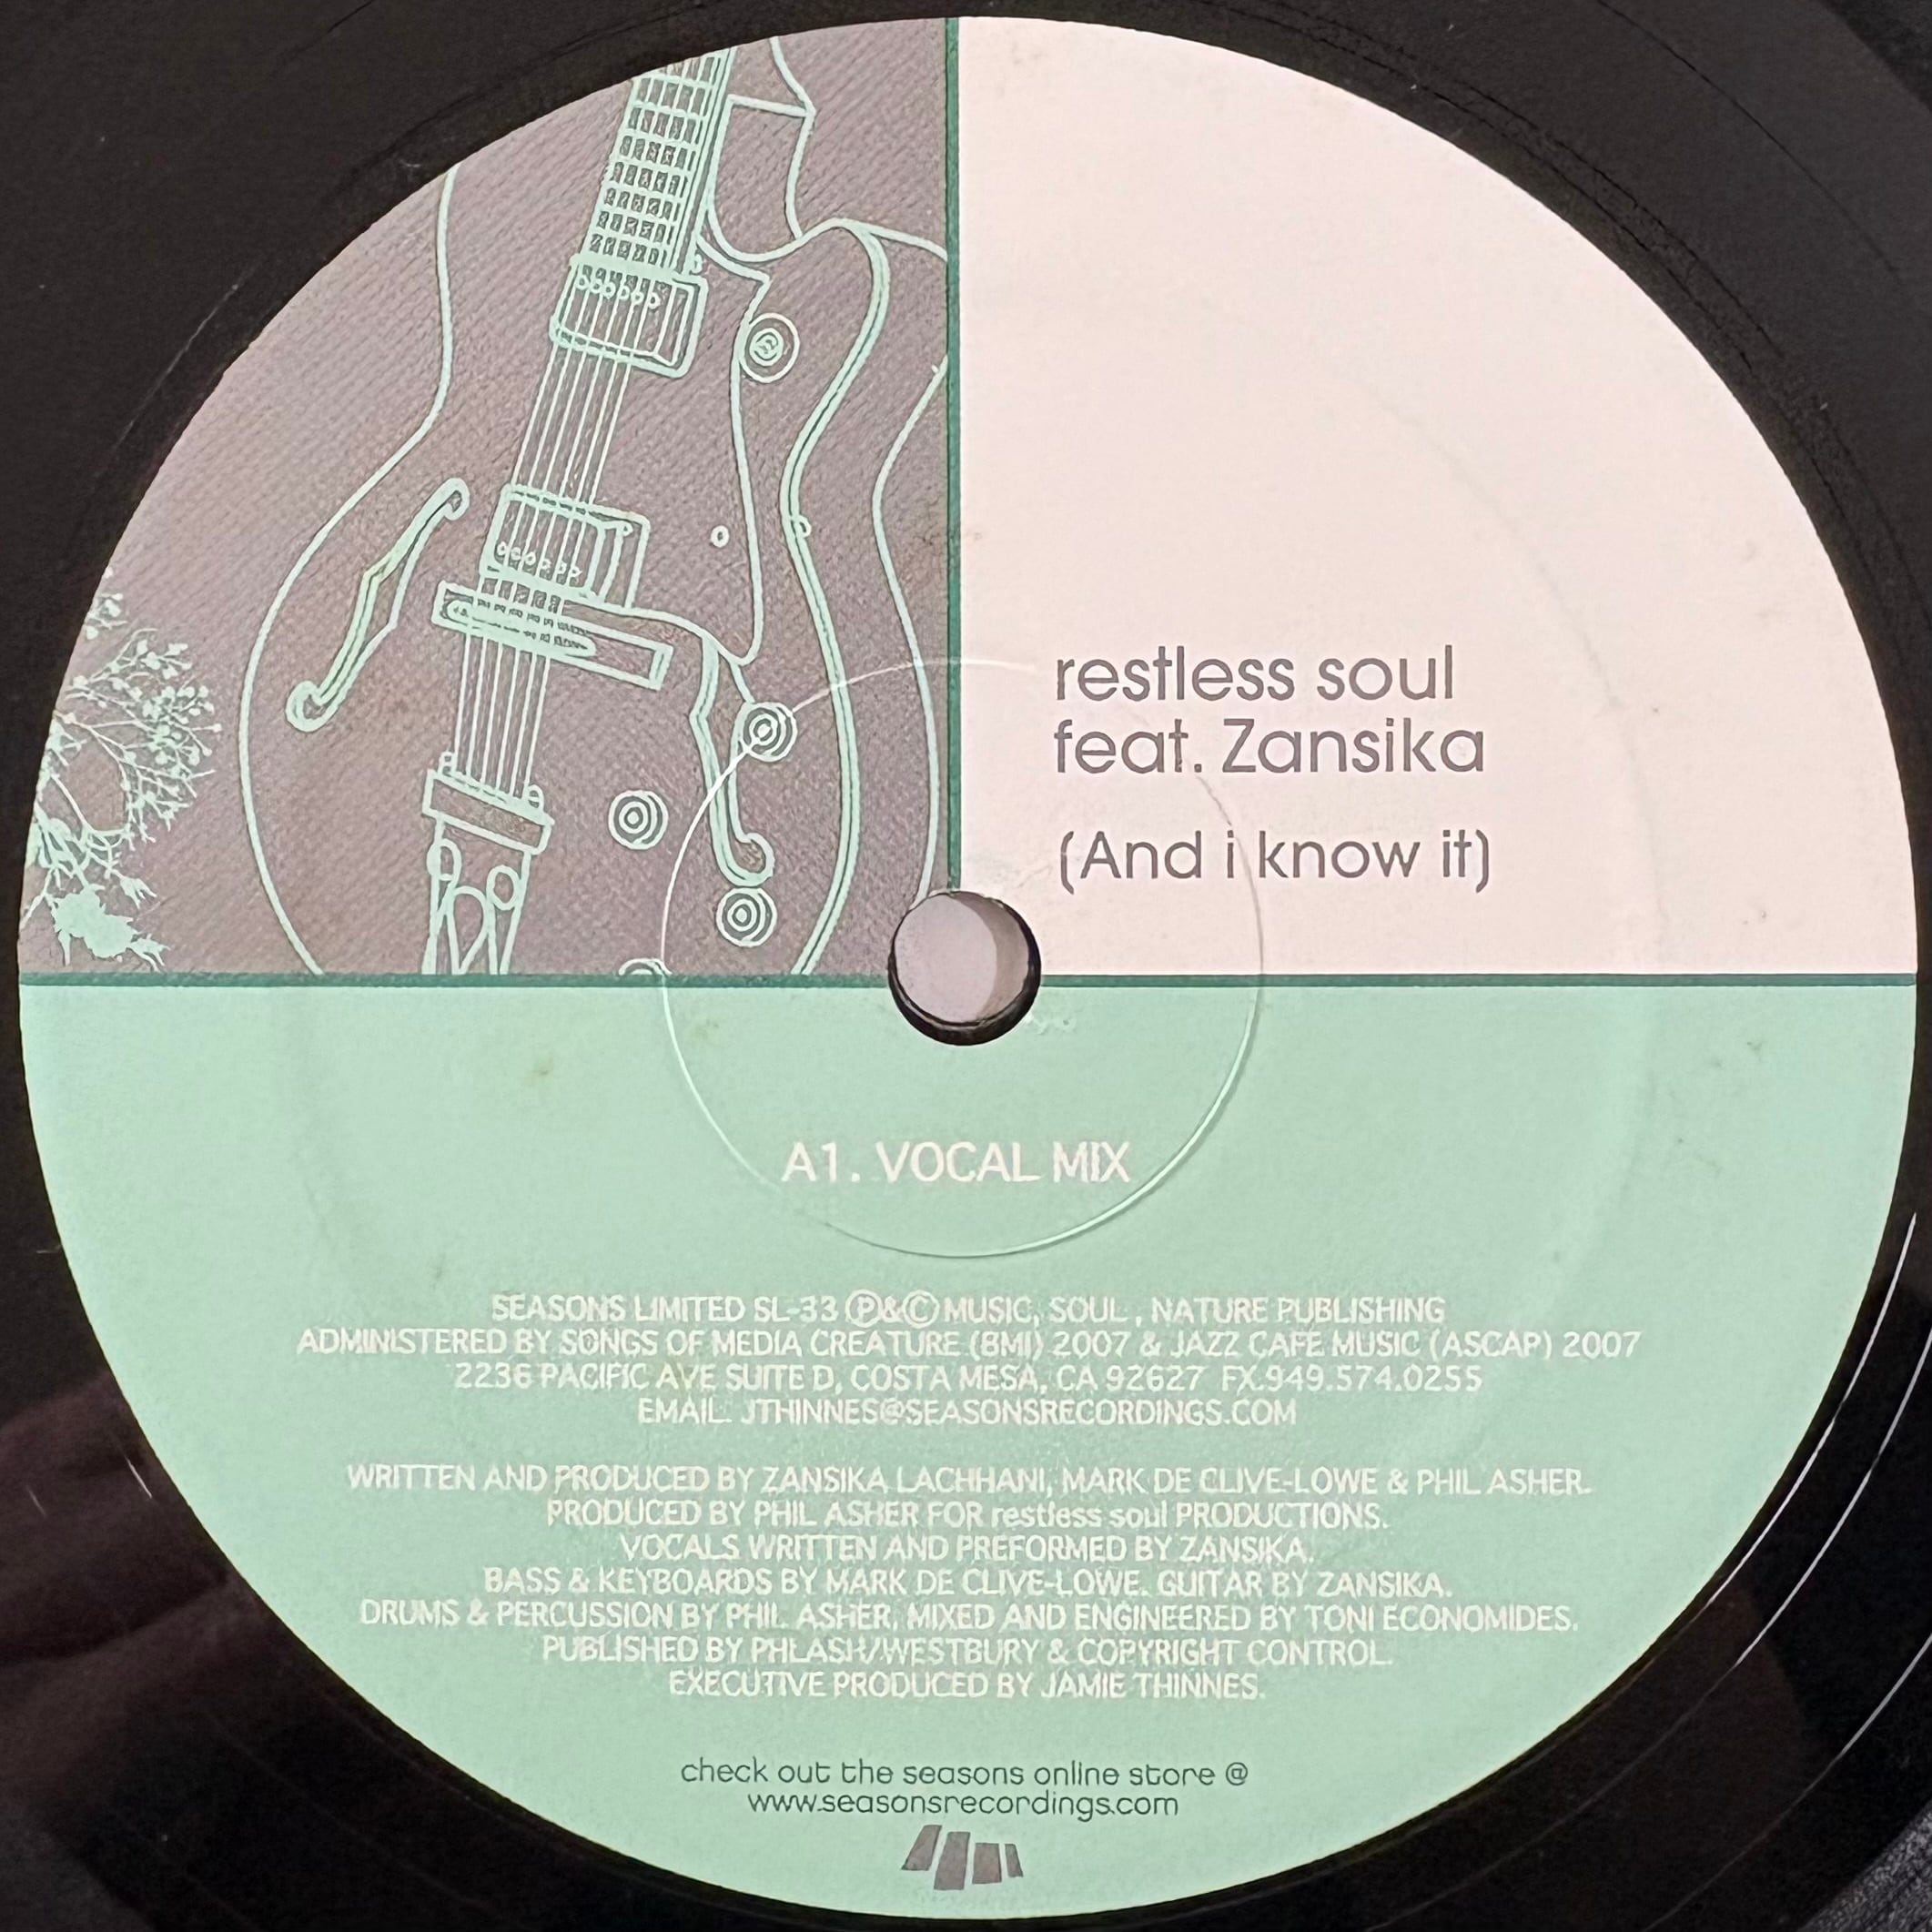 restless soul
feat. Zansika
(And i know it)
A1. VOCAL MIX
SEASONS LIMITED SL-33 Ⓟ&Ⓒ MUSIC, SOUL , NATURE PUBLISHING
ADMINISTERED BY SONGS OF MEDIA CREATURE (BMI) 2007 & JAZZ CAFE MUSIC (ASCAP) 2007
2236 PACIFIC AVE SUITE D, COSTA MESA, CA 92627 FX.949.574.0255
EMAIL: JTHINNES@SEASONSRECORDINGS.COM
WRITTEN AND PRODUCED BY ZANSIKA LACHHANI, MARK DE CLIVE-LOWE & PHIL ASHER.
PRODUCED BY PHIL ASHER FOR restless soul PRODUCTIONS.
VOCALS WRITTEN AND PREFORMED BY ZANSIKA.
BASS & KEYBOARDS BY MARK DE CLIVE-LOWE. GUITAR BY ZANSIKA.
DRUMS & PERCUSSION BY PHIL ASHER, MIXED AND ENGINEERED BY TONI ECONOMIDES.
PUBLISHED BY PHLASH/WESTBURY & COPYRIGHT CONTROL.
EXECUTIVE PRODUCED BY JAMIE THINNES.
check out the seasons online store @
www.seasonsrecordings.com